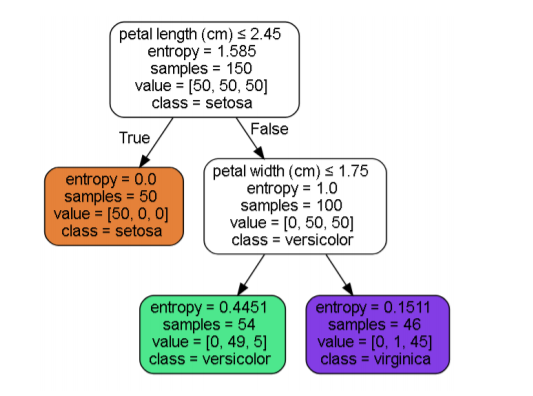 petal length (cm) ≤ 2.45
entropy = 1.585
samples = 150
value = [50, 50, 50]
class = setosa
True
False
entropy = 0.0
samples = 50
value = [50, 0, 0]
class = setosa
petal width (cm) ≤ 1.75
entropy = 1.0
samples = 100
value = [0, 50, 50]
class = versicolor
entropy = 0.4451
samples = 54
value = [0, 49, 5]
class = versicolor
entropy = 0.1511
samples = 46
value = [0, 1, 45]
class = virginica